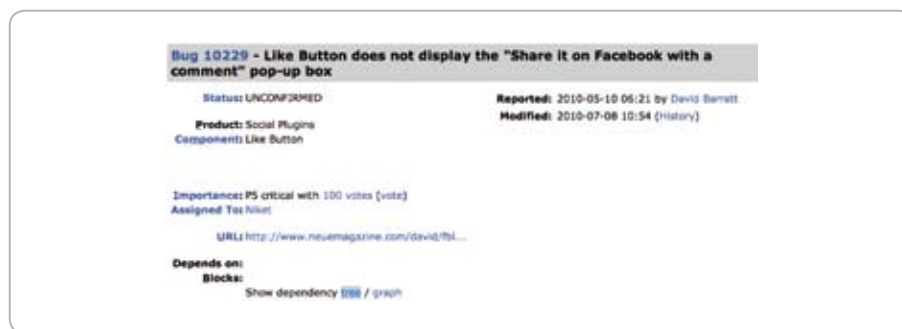 Bug 10229 - Like Button does not display the "Share it on Facebook with a
comment" pop-up box
Status: UNCONFIRMED
Reported: 2010-05-10 06:21 by David Barrett
Modified: 2010-07-08 10:54 (History)
Product: Social Plugins
Component: Like Button
Importance: P5 critical with 100 votes (vote)
Assigned To: Niket
URL: http://www.neuemagazine.com/david/fbl...
Depends on:
Blocks:
Show dependency tree / graph